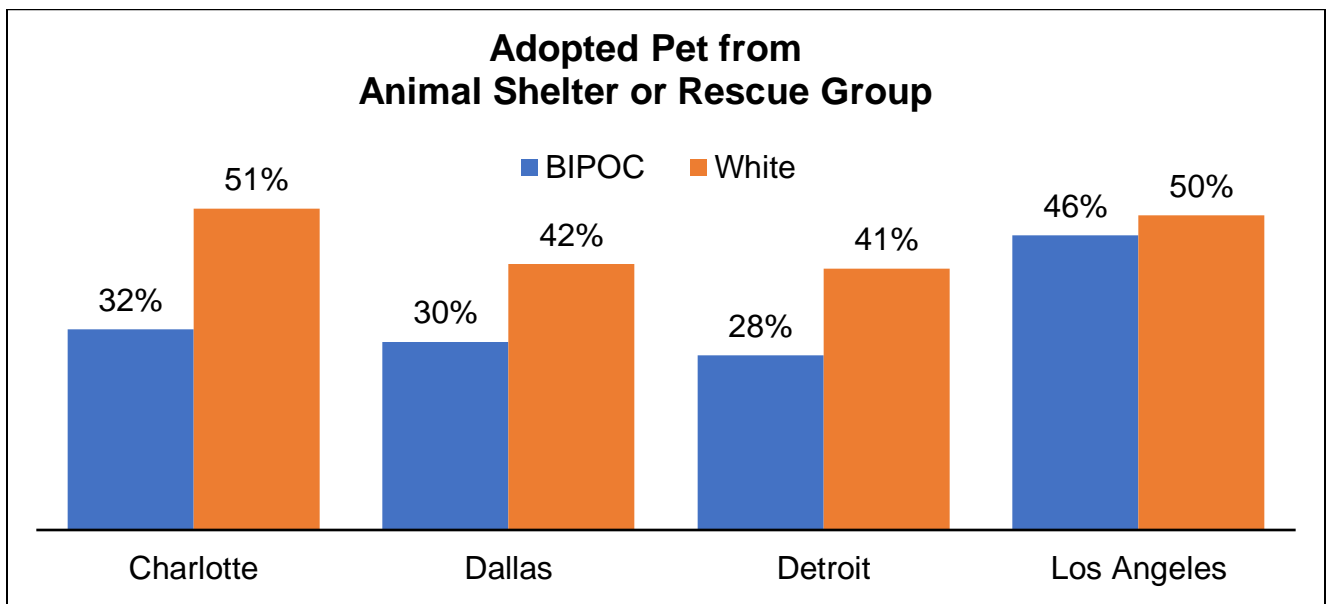 Adopted Pet from
Animal Shelter or Rescue Group
BIPOC White
32% 51% 30% 42% 28% 41% 46% 50%
Charlotte Dallas Detroit Los Angeles